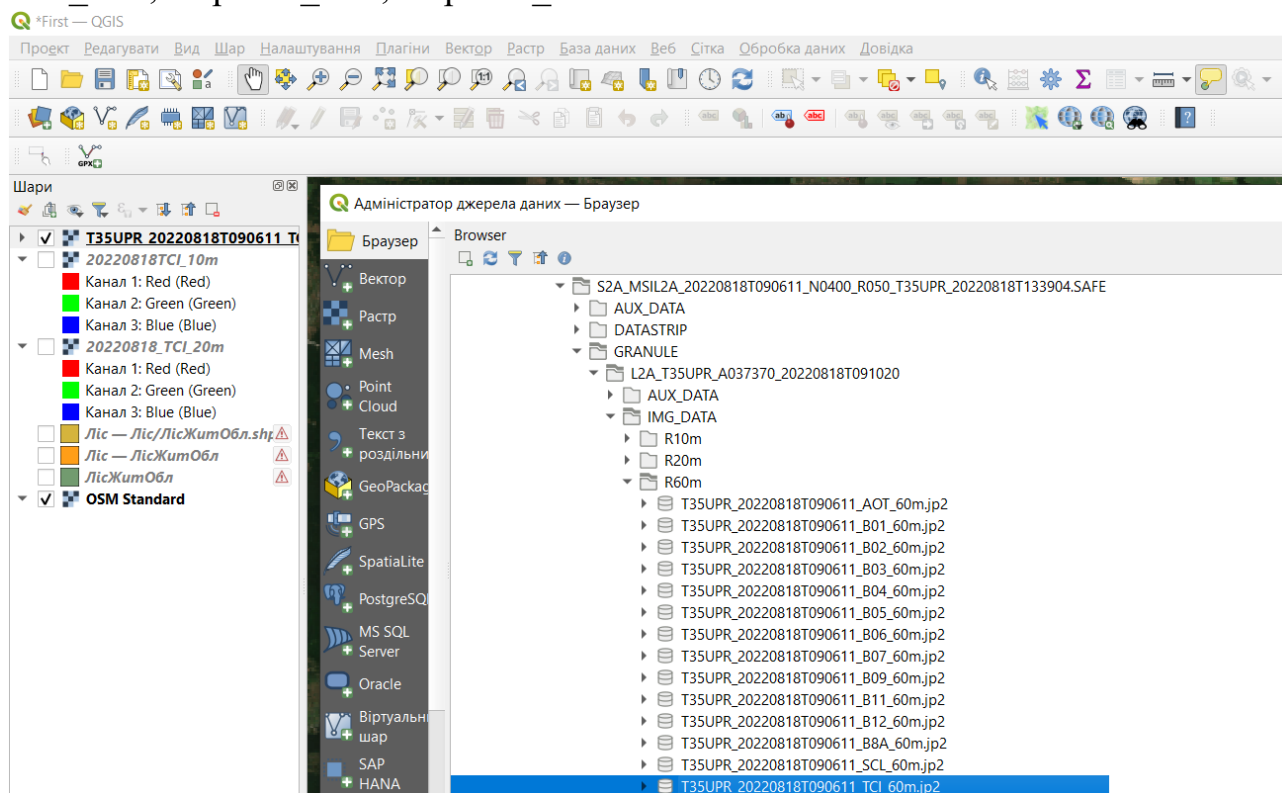 *First — QGIS
Проект Редагувати Вид Шар Налаштування Плагіни Вектор Растр База даних Веб Сітка Обробка даних Довідка
GPX
Шари
T35UPR_20220818T090611_T
20220818TCI_10m
Канал 1: Red (Red)
Канал 2: Green (Green)
Канал 3: Blue (Blue)
20220818_TCI_20m
Канал 1: Red (Red)
Канал 2: Green (Green)
Канал 3: Blue (Blue)
Ліс — Ліс/ЛісЖитОбл.shp
Ліс — ЛісЖитОбл
ЛісЖитОбл
OSM Standard
Адміністратор джерела даних — Браузер
Браузер
Вектор
Растр
Mesh
Point
Cloud
Текст з
роздільни
GeoPackag
GPS
SpatiaLite
PostgreSQ
MS SQL
Server
Oracle
Віртуальн
шар
SAP
HANA
Browser
S2A_MSIL2A_20220818T090611_N0400_R050_T35UPR_20220818T133904.SAFE
AUX_DATA
DATASTRIP
GRANULE
L2A_T35UPR_A037370_20220818T091020
AUX_DATA
IMG_DATA
R10m
R20m
R60m
T35UPR_20220818T090611_AOT_60m.jp2
T35UPR_20220818T090611_B01_60m.jp2
T35UPR_20220818T090611_B02_60m.jp2
T35UPR_20220818T090611_B03_60m.jp2
T35UPR_20220818T090611_B04_60m.jp2
T35UPR_20220818T090611_B05_60m.jp2
T35UPR_20220818T090611_B06_60m.jp2
T35UPR_20220818T090611_B07_60m.jp2
T35UPR_20220818T090611_B09_60m.jp2
T35UPR_20220818T090611_B11_60m.jp2
T35UPR_20220818T090611_B12_60m.jp2
T35UPR_20220818T090611_B8A_60m.jp2
T35UPR_20220818T090611_SCL_60m.jp2
T35UPR_20220818T090611_TCI_60m.jp2